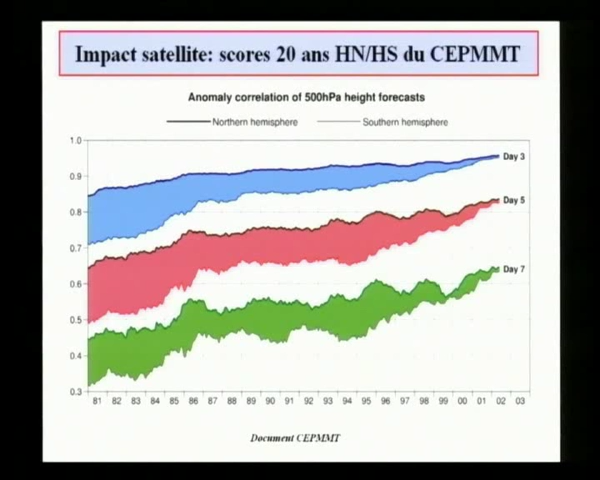 Impact satellite: scores 20 ans HN/HS du CEPMMT
Anomaly correlation of 500hPa height forecasts
Northern hemisphere Southern hemisphere
1.0
0.9
0.8
0.7
0.6
0.5
0.4
0.3
Day 3
Day 5
Day 7
81 82 83 84 85 86 87 88 89 90 91 92 93 94 95 96 97 98 99 00 01 02 03
Document CEPMMT